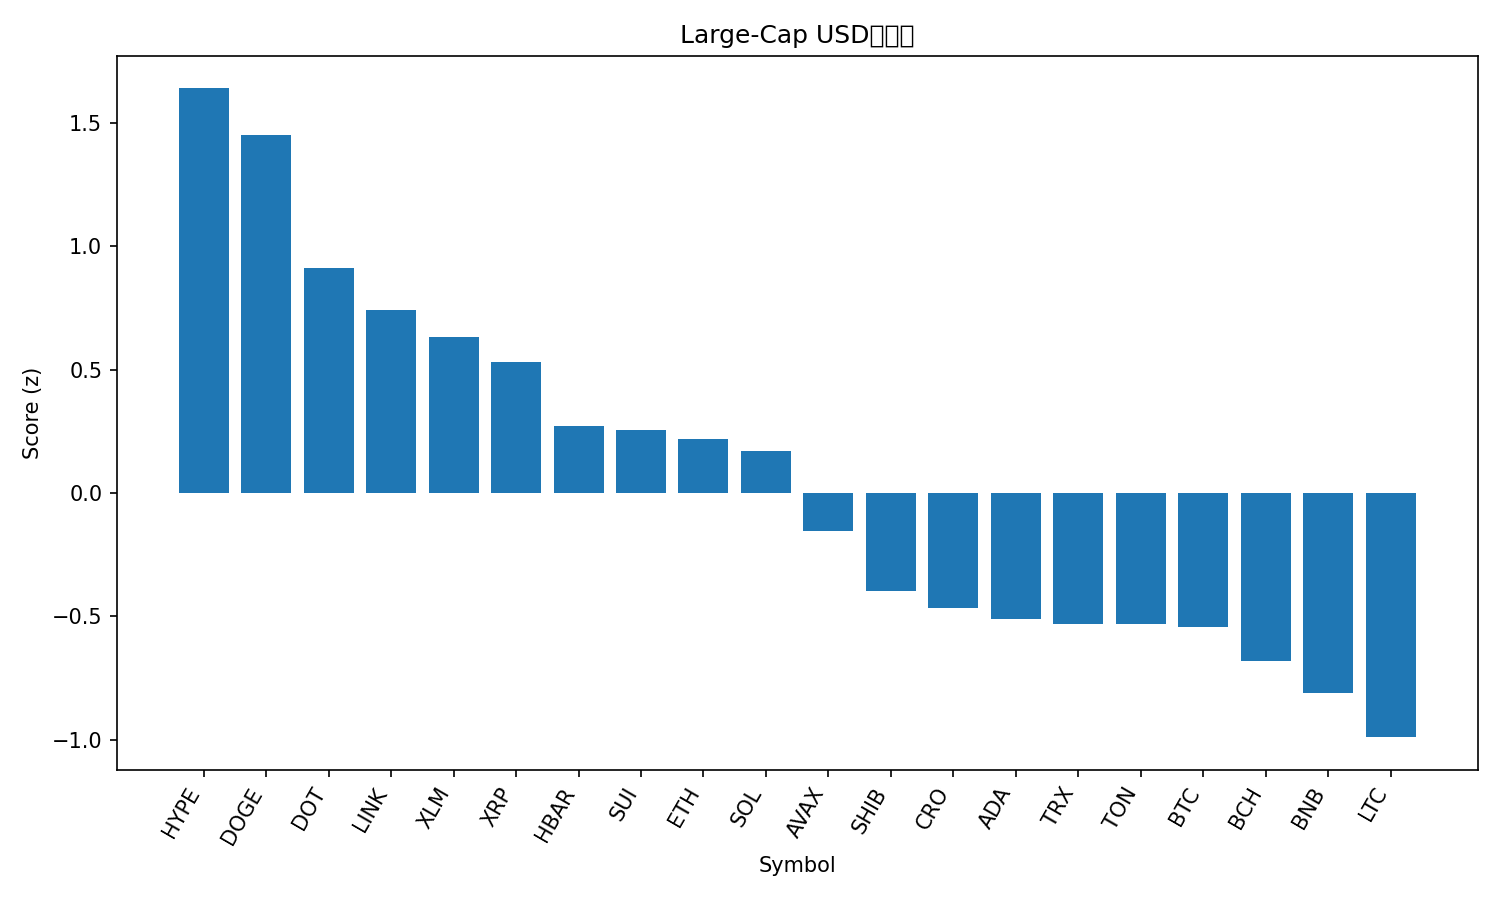 Large-Cap USD
Score (z)
1.5
1.0
0.5
0.0
−0.5
−1.0
HYPE
DOGE
DOT
LINK
XLM
XRP
HBAR
SUI
ETH
SOL
AVAX
SHIB
CRO
ADA
TRX
TON
BTC
BCH
BNB
LTC
Symbol